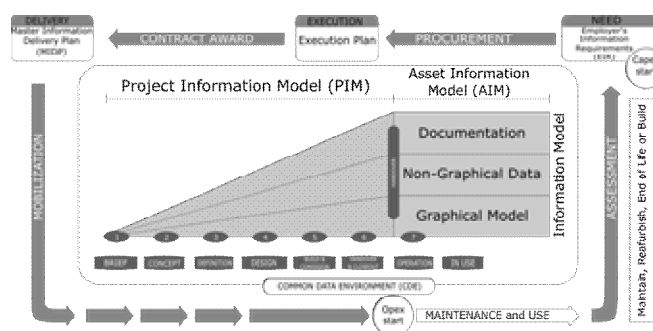 DELIVERY
Master Information
Delivery Plan
(MIDP)
CONTRACT AWARD
EXECUTION
Execution Plan
PROCUREMENT
NEED
Employer's
Information
Requirements
(EIR)
Capex
start
Project Information Model (PIM)
Asset Information
Model (AIM)
Documentation
Non-Graphical Data
Graphical Model
Information Model
MOBILIZATION
ASSESSMENT
Maintain, Reafurbish, End of Life or Build
1 2 3 4 5 6 7
BRIEF CONCEPT DEFINITION DESIGN OPERATION IN USE
COMMON DATA ENVIRONMENT (CDE)
Opex
start
MAINTENANCE and USE